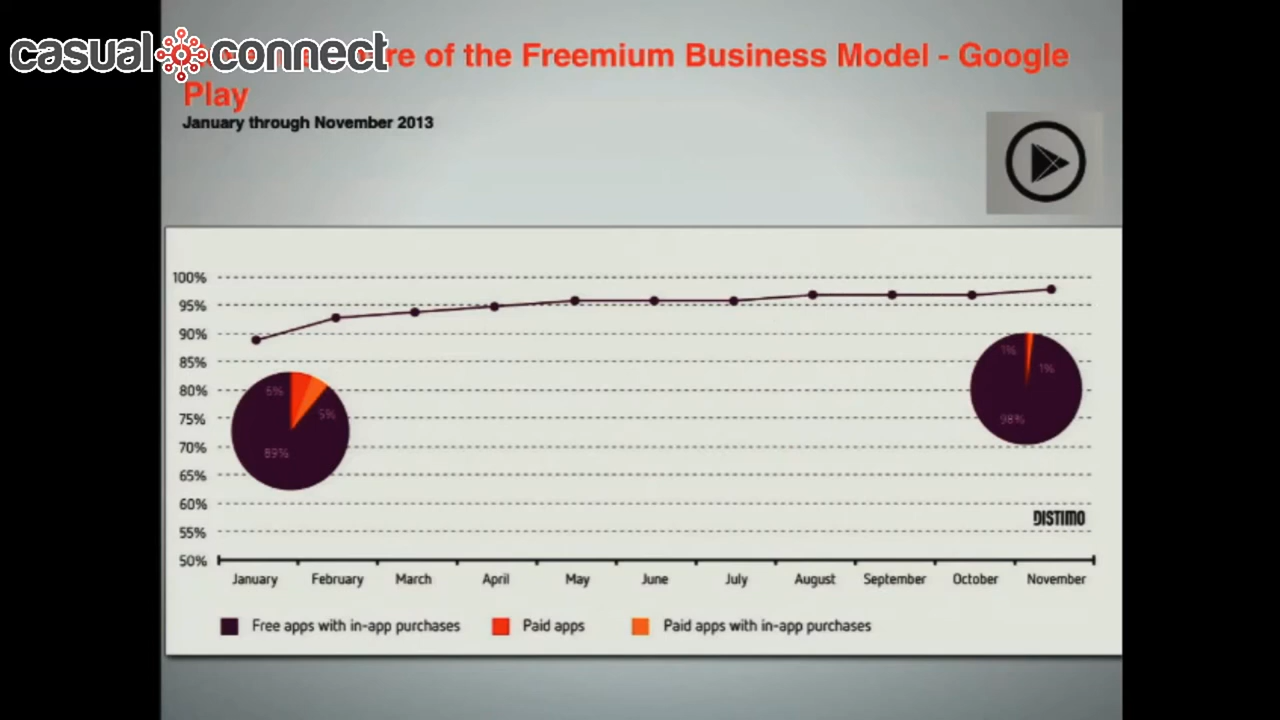 casual connect
re of the Freemium Business Model - Google
Play
January through November 2013
100%
95%
90%
85%
80%
75%
70%
65%
60%
55%
50%
6%
5%
89%
1%
1%
98%
DISTIMO
January February March April May June July August September October November
Free apps with in-app purchases Paid apps Paid apps with in-app purchases